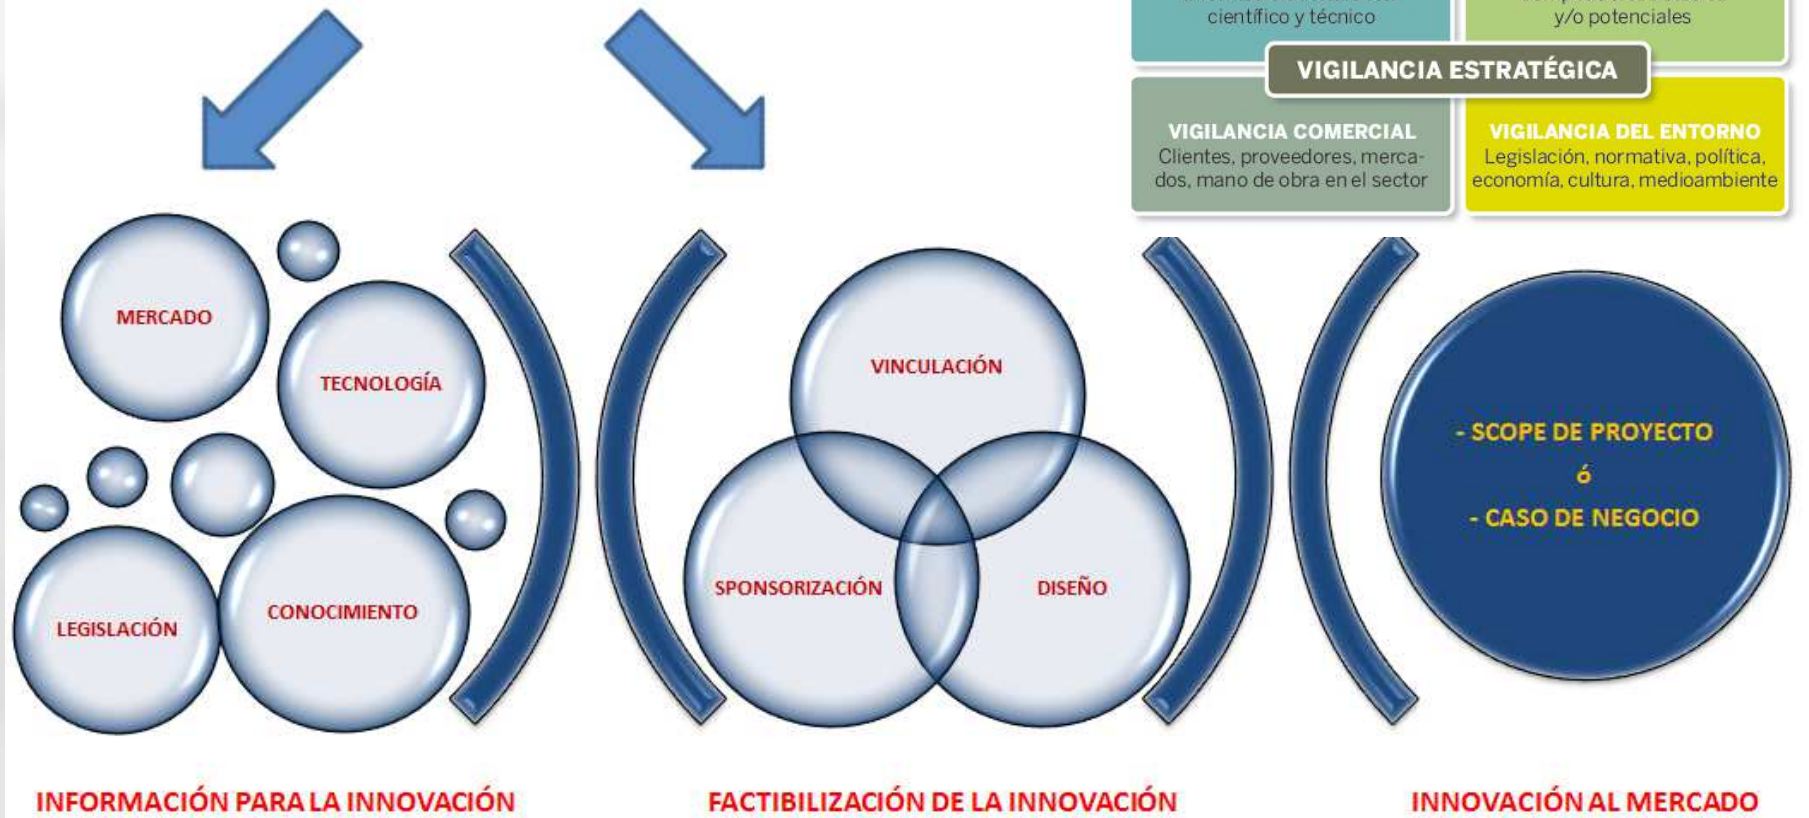 científico y técnico
y/o potenciales
VIGILANCIA ESTRATÉGICA
VIGILANCIA COMERCIAL
Clientes, proveedores, merca-
dos, mano de obra en el sector
VIGILANCIA DEL ENTORNO
Legislación, normativa, política,
economía, cultura, medioambiente
MERCADO
TECNOLOGÍA
LEGISLACIÓN
CONOCIMIENTO
INFORMACIÓN PARA LA INNOVACIÓN
VINCULACIÓN
SPONSORIZACIÓN
DISEÑO
FACTIBILIZACIÓN DE LA INNOVACIÓN
- SCOPE DE PROYECTO
ó
- CASO DE NEGOCIO
INNOVACIÓN AL MERCADO